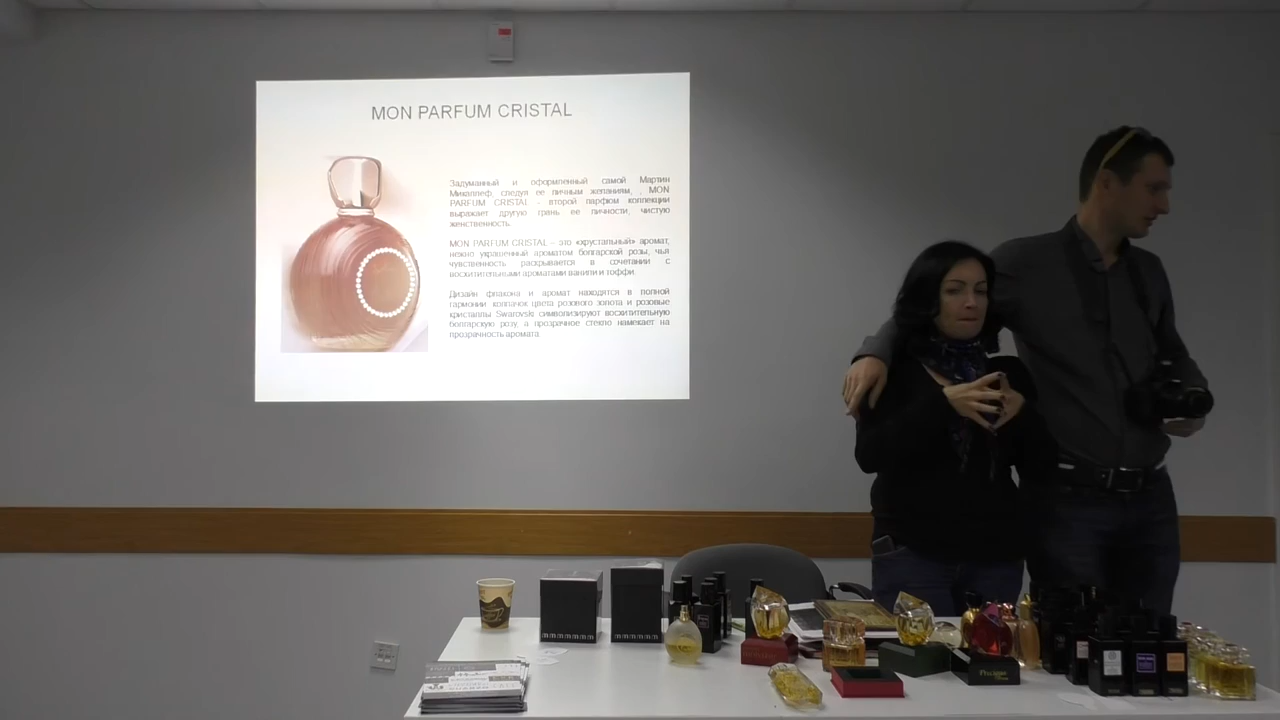 MON PARFUM CRISTAL
Задуманный и оформленный самой Мартин
Микаллеф, следуя ее личным желаниям, , MON
PARFUM CRISTAL - второй парфюм коллекции
выражает другую грань ее личности, чистую
женственность.
MON PARFUM CRISTAL – это «хрустальный» аромат,
нежно украшенный ароматом болгарской розы, чья
чувственность раскрывается в сочетании с
восхитительными ароматами ванили и тоффи.
Дизайн флакона и аромат находятся в полной
гармонии: колпачок цвета розового золота и розовые
кристаллы Swarovski символизируют восхитительную
болгарскую розу, а прозрачное стекло намекает на
прозрачность аромата.